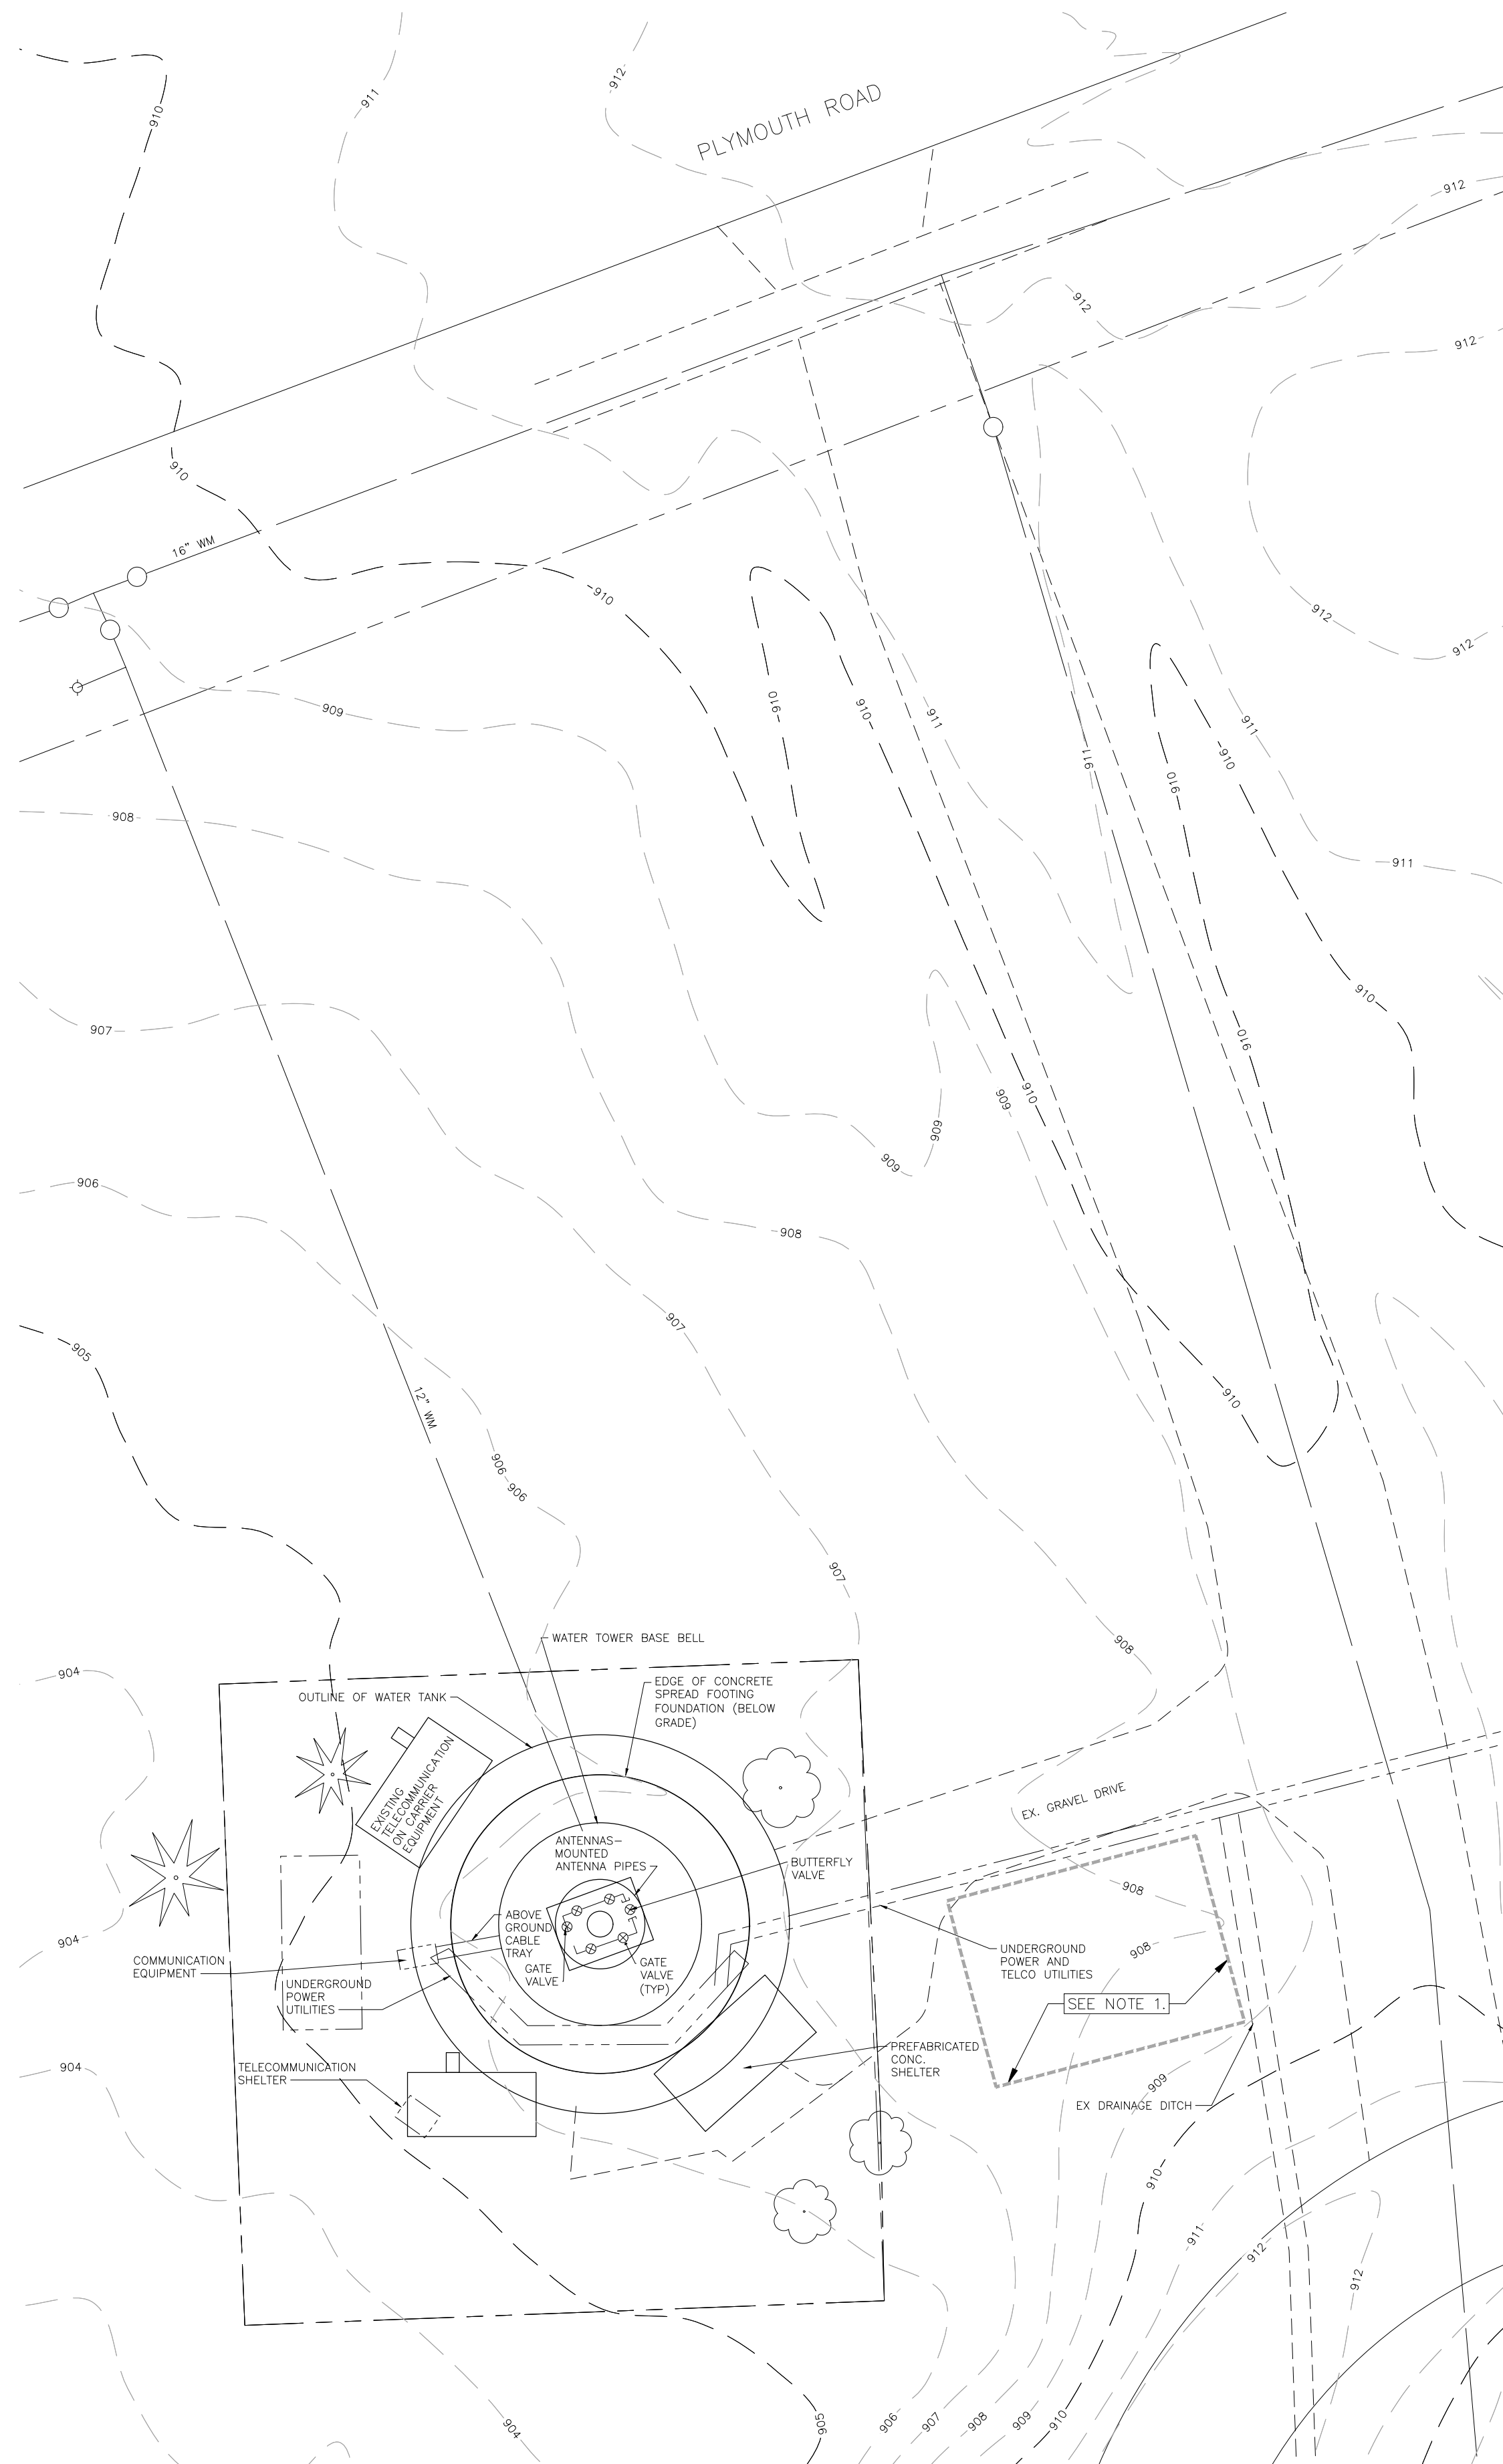 910
911
912
PLYMOUTH ROAD
912
912
912
910
16" WM
910
912
912
909
910
910
911
911
910
910
911
908
911
910
907
910
910
909
909
909
906
908
907
905
12" WM
910
906
906
907
908
904
WATER TOWER BASE BELL
OUTLINE OF WATER TANK
EDGE OF CONCRETE
SPREAD FOOTING
FOUNDATION (BELOW
GRADE)
EXISTING
TELECOMMUNICATION
ON CARRIER
EQUIPMENT
EX. GRAVEL DRIVE
ANTENNAS-
MOUNTED
ANTENNA PIPES
BUTTERFLY
VALVE
908
ABOVE
GROUND
CABLE
TRAY
904
COMMUNICATION
EQUIPMENT
GATE
VALVE
GATE
VALVE
(TYP)
908
UNDERGROUND
POWER AND
TELCO UTILITIES
UNDERGROUND
POWER
UTILITIES
SEE NOTE 1.
904
TELECOMMUNICATION
SHELTER
PREFABRICATED
CONC.
SHELTER
909
EX DRAINAGE DITCH
910
911
912
912
904
905
906
907
908
909
910